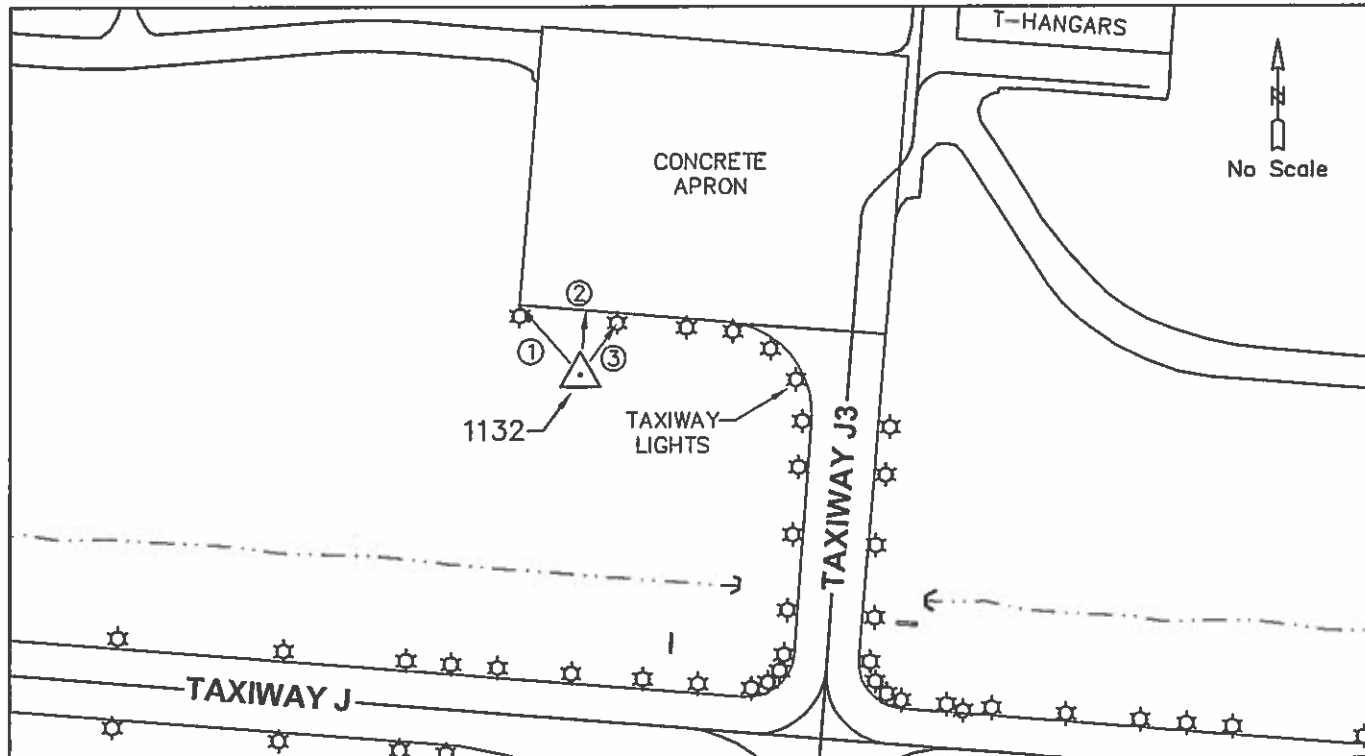 T-HANGARS
N
No Scale
CONCRETE
APRON
2
1
3
1132
TAXIWAY
LIGHTS
TAXIWAY J3
TAXIWAY J